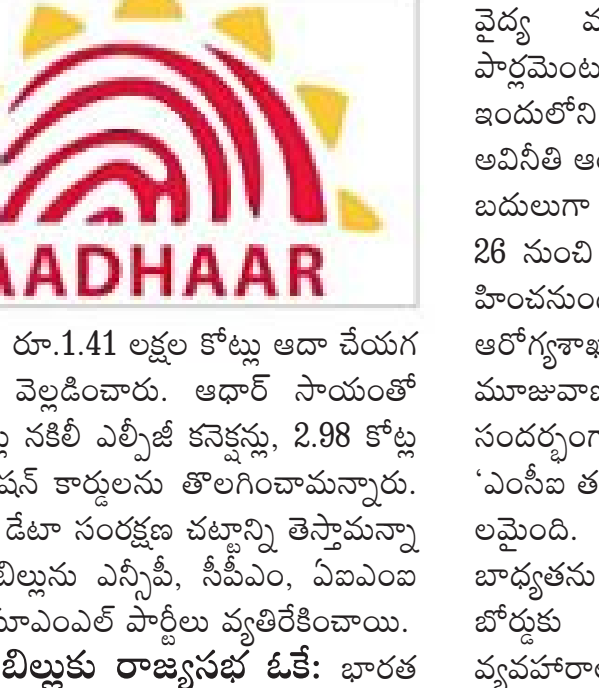 AADHAAR
రూ.1.41 లక్షల కోట్లు ఆదా చేయగ
వెల్లడించారు. ఆధార్ సాయంతో
నకిలీ ఎల్పీజీ కనెక్షన్లు, 2.98 కోట్ల
కార్డులను తొలగించామన్నారు.
డేటా సంరక్షణ చట్టాన్ని తెస్తామన్నా
బిల్లును ఎన్సీపీ, సీపీఎం, ఏఐఎంఐ
పార్టీలు వ్యతిరేకించాయి.
బిల్లుకు రాజ్యసభ ఓకే: భారత
వైద్య
పార్లమెంటు
ఇందులోని
అవినీతి
బదులుగా
26 నుంచి
హించనుం
ఆరోగ్యశాఖ
మూజువాణ
సందర్భంగా
‘ఎంసీఐ త
లమైంది.
బాధ్యతను
బోర్డుకు
వ్యవహారాల